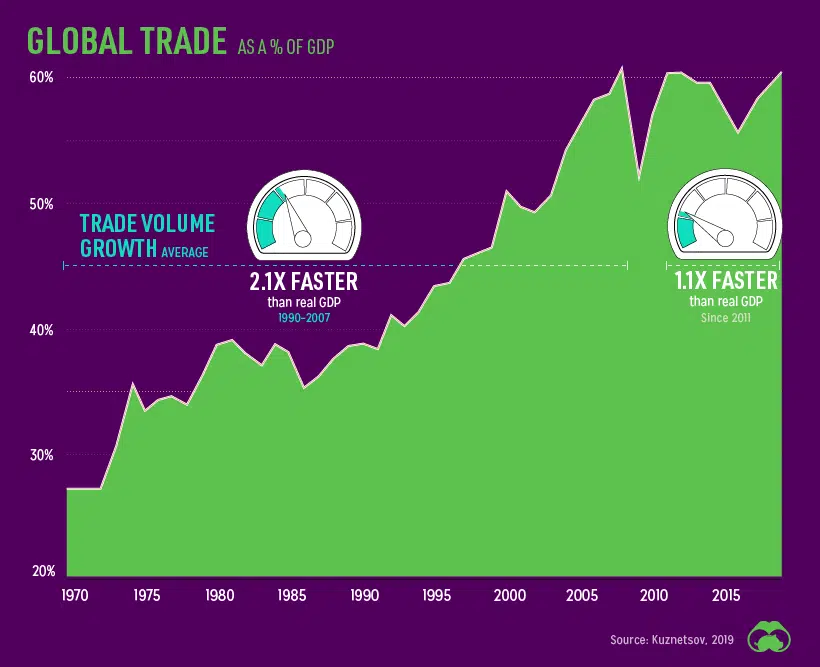 GLOBAL TRADE AS A % OF GDP
60%
50%
TRADE VOLUME
GROWTH AVERAGE
2.1X FASTER
than real GDP
1990-2007
1.1X FASTER
than real GDP
Since 2011
40%
30%
20%
1970 1975 1980 1985 1990 1995 2000 2005 2010 2015
Source: Kuznetsov, 2019